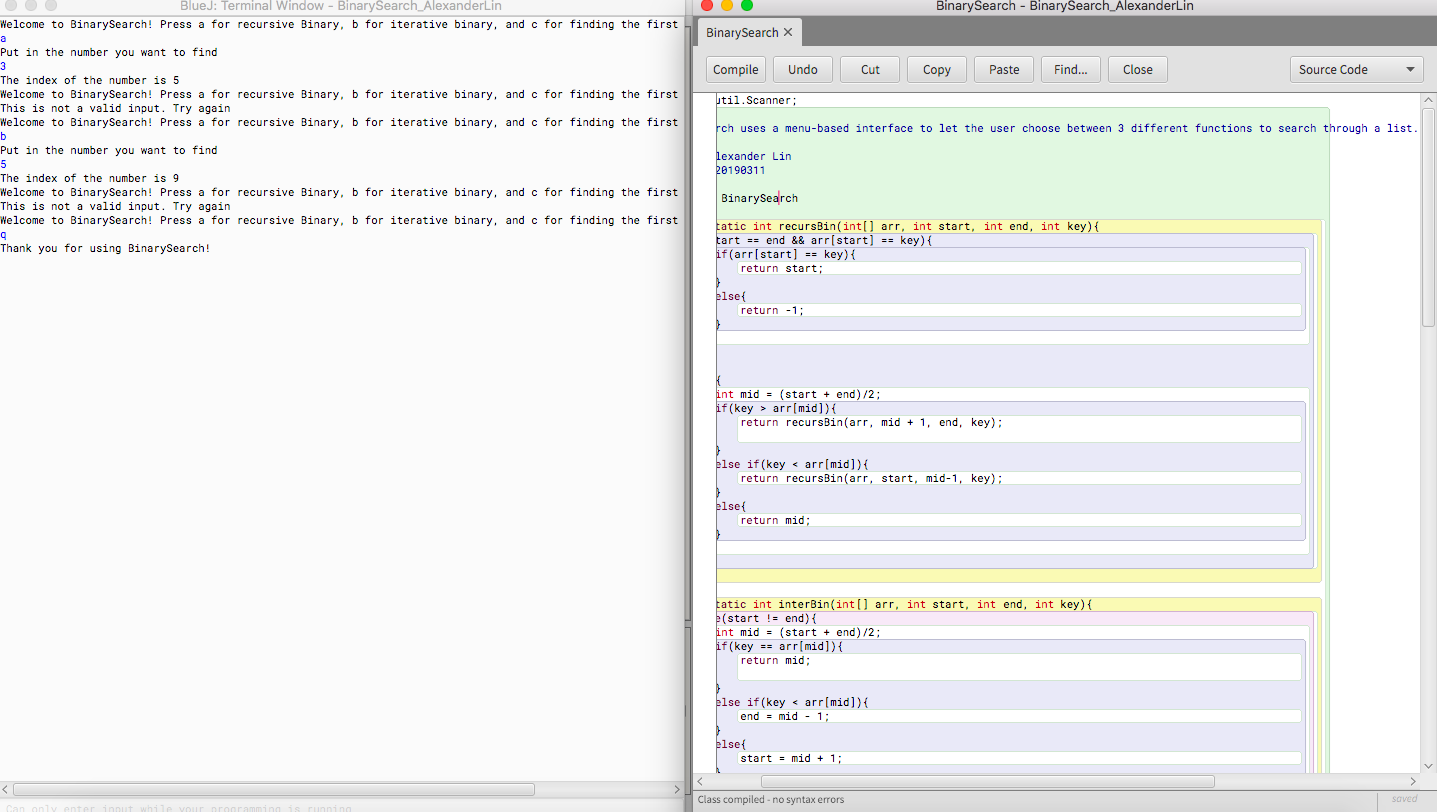 BlueJ: Terminal Window - BinarySearch_AlexanderLin
Welcome to BinarySearch! Press a for recursive Binary, b for iterative binary, and c for finding the first
a
Put in the number you want to find
3
The index of the number is 5
Welcome to BinarySearch! Press a for recursive Binary, b for iterative binary, and c for finding the first
This is not a valid input. Try again
Welcome to BinarySearch! Press a for recursive Binary, b for iterative binary, and c for finding the first
b
Put in the number you want to find
5
The index of the number is 9
Welcome to BinarySearch! Press a for recursive Binary, b for iterative binary, and c for finding the first
This is not a valid input. Try again
Welcome to BinarySearch! Press a for recursive Binary, b for iterative binary, and c for finding the first
q
Thank you for using BinarySearch!
Can only enter input while your programming is running
BinarySearch - BinarySearch_AlexanderLin
BinarySearch ✕
Compile Undo Cut Copy Paste Find... Close Source Code
util.Scanner;
rch uses a menu-based interface to let the user choose between 3 different functions to search through a list.
lexander Lin
20190311
BinarySearch
tatic int recursBin(int[] arr, int start, int end, int key){
tart == end && arr[start] == key){
if(arr[start] == key){
return start;
}
else{
return -1;
}
{
int mid = (start + end)/2;
if(key > arr[mid]){
return recursBin(arr, mid + 1, end, key);
}
else if(key < arr[mid]){
return recursBin(arr, start, mid-1, key);
}
else{
return mid;
}
tatic int interBin(int[] arr, int start, int end, int key){
e(start != end){
int mid = (start + end)/2;
if(key == arr[mid]){
return mid;
}
else if(key < arr[mid]){
end = mid - 1;
}
else{
start = mid + 1;
}
Class compiled - no syntax errors
saved